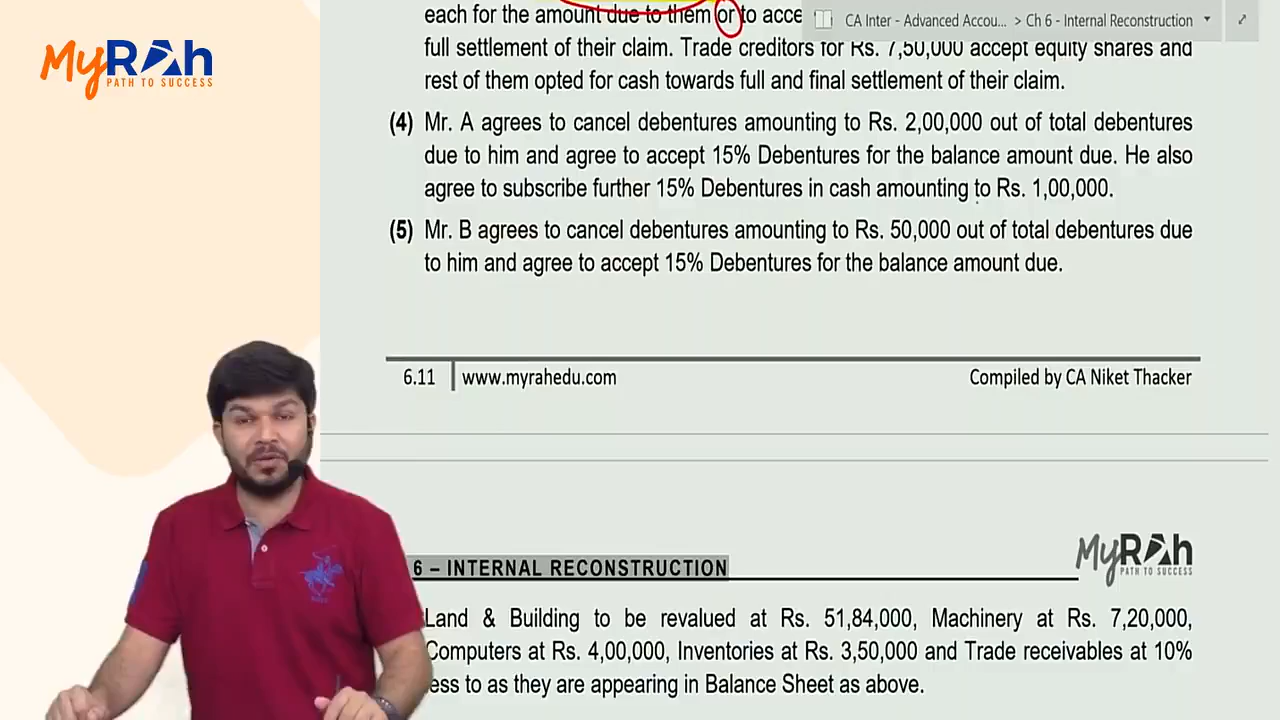 MyRAh
PATH TO SUCCESS
each for the amount due to them or to acce
CA Inter - Advanced Accou... > Ch 6 - Internal Reconstruction
full settlement of their claim. Trade creditors for Rs. 7,50,000 accept equity shares and
rest of them opted for cash towards full and final settlement of their claim.
(4) Mr. A agrees to cancel debentures amounting to Rs. 2,00,000 out of total debentures
due to him and agree to accept 15% Debentures for the balance amount due. He also
agree to subscribe further 15% Debentures in cash amounting to Rs. 1,00,000.
(5) Mr. B agrees to cancel debentures amounting to Rs. 50,000 out of total debentures due
to him and agree to accept 15% Debentures for the balance amount due.
6.11 www.myrahedu.com Compiled by CA Niket Thacker
MyRAh
PATH TO SUCCESS
6 – INTERNAL RECONSTRUCTION
Land & Building to be revalued at Rs. 51,84,000, Machinery at Rs. 7,20,000,
Computers at Rs. 4,00,000, Inventories at Rs. 3,50,000 and Trade receivables at 10%
ess to as they are appearing in Balance Sheet as above.